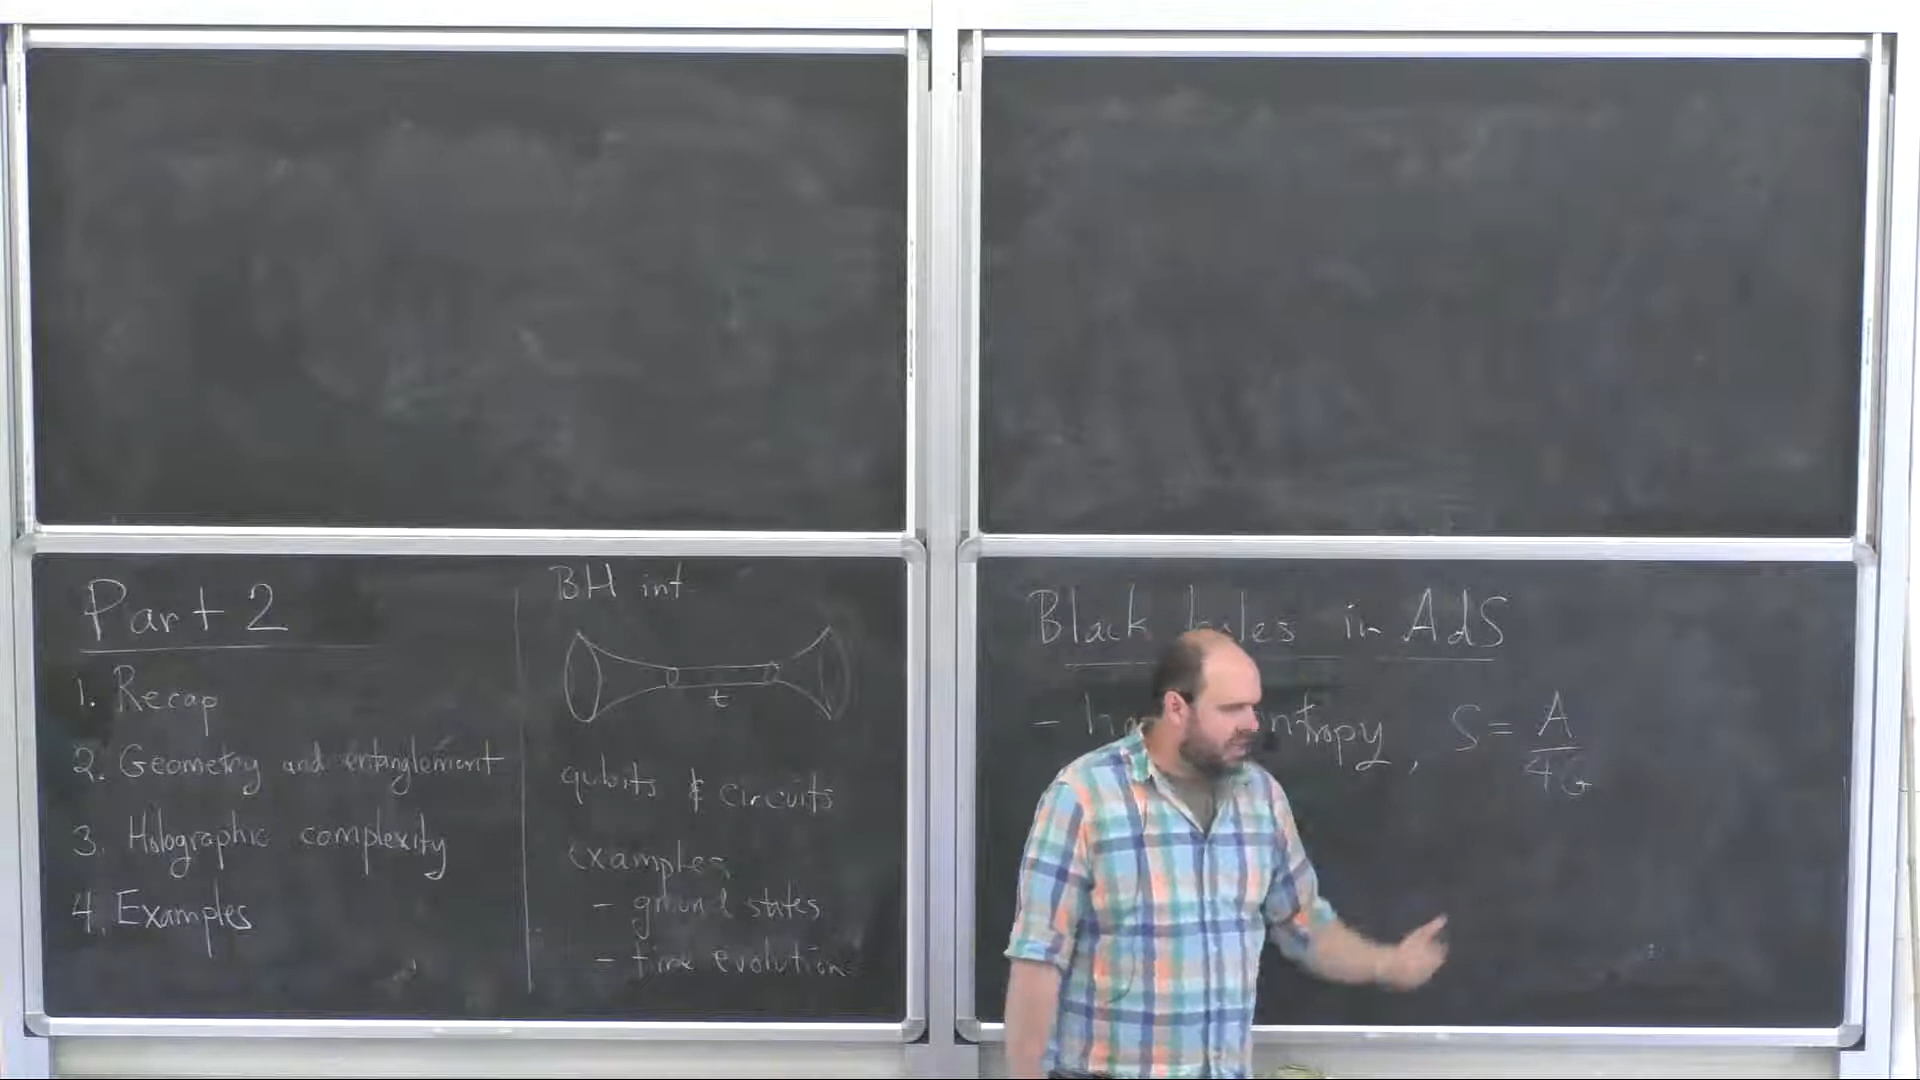 Part 2
1. Recap
2. Geometry and entanglement
3. Holographic complexity
4. Examples
BH int
t
qubits & circuits
examples
- ground states
- time evolution
Black holes in AdS
- entropy, S = A / 4G